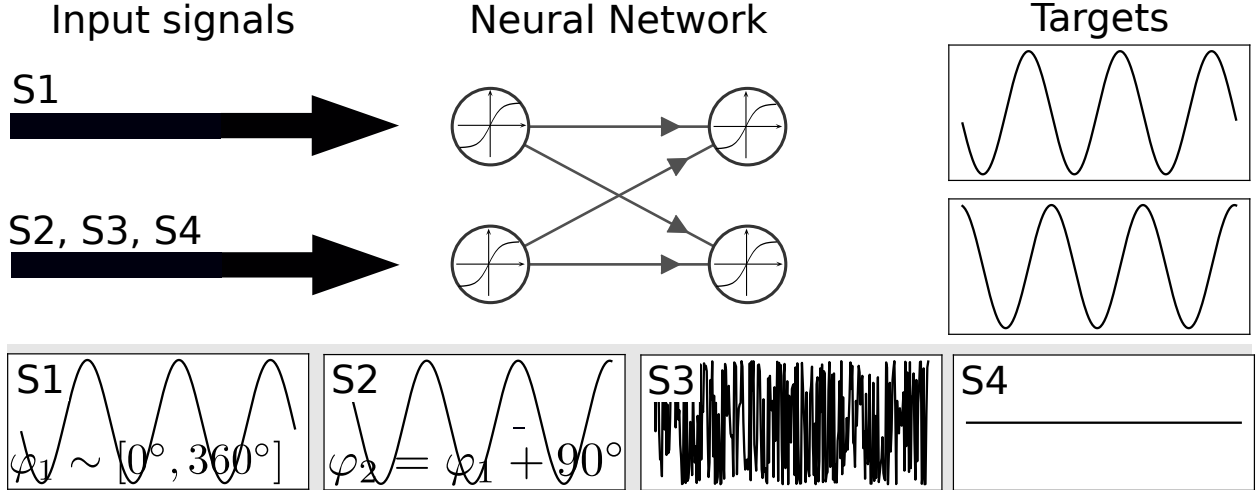 Input signals Neural Network Targets
S1
S2, S3, S4
S1 S2 S3 S4
φ₁ ~ [0°, 360°] φ₂ = φ₁ ∓ 90°